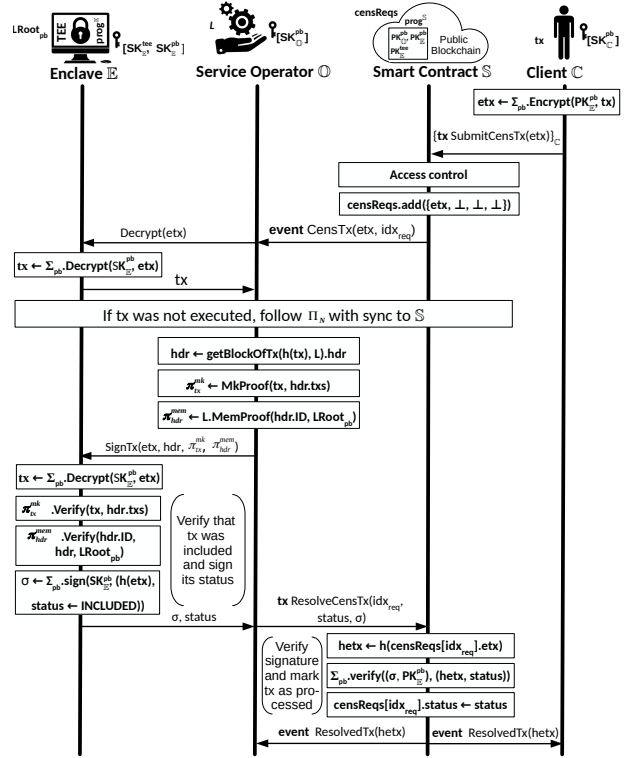 LRoot_pb
TEE
prog^𝔼
[SK_𝔼^tee, SK_𝔼^pb]
Enclave 𝔼
L
[SK_𝕆^pb]
Service Operator 𝕆
censReqs
prog^𝕊
PK_𝕆^pb, PK_𝔼^pb
PK_𝔼^tee
Public
Blockchain
Smart Contract 𝕊
tx
[SK_ℂ^pb]
Client ℂ
etx ← Σ_pb.Encrypt(PK_𝔼^pb, tx)
{tx SubmitCensTx(etx)}_ℂ
Access control
censReqs.add({etx, ⊥, ⊥, ⊥})
Decrypt(etx)
event CensTx(etx, idx_req)
tx ← Σ_pb.Decrypt(SK_𝔼^pb, etx)
tx
If tx was not executed, follow Π_N with sync to 𝕊
hdr ← getBlockOfTx(h(tx), L).hdr
π_tx^mk ← MkProof(tx, hdr.txs)
π_hdr^mem ← L.MemProof(hdr.ID, LRoot_pb)
SignTx(etx, hdr, π_tx^mk, π_hdr^mem)
tx ← Σ_pb.Decrypt(SK_𝔼^pb, etx)
π_tx^mk .Verify(tx, hdr.txs)
π_hdr^mem .Verify(hdr.ID,
hdr, LRoot_pb)
σ ← Σ_pb.sign(SK_𝔼^pb, (h(etx),
status ← INCLUDED))
Verify that
tx was
included
and sign
its status
σ, status
tx ResolveCensTx(idx_req,
status, σ)
Verify
signature
and mark
tx as pro-
cessed
hetx ← h(censReqs[idx_req].etx)
Σ_pb.verify((σ, PK_𝔼^pb), (hetx, status))
censReqs[idx_req].status ← status
event ResolvedTx(hetx)
event ResolvedTx(hetx)